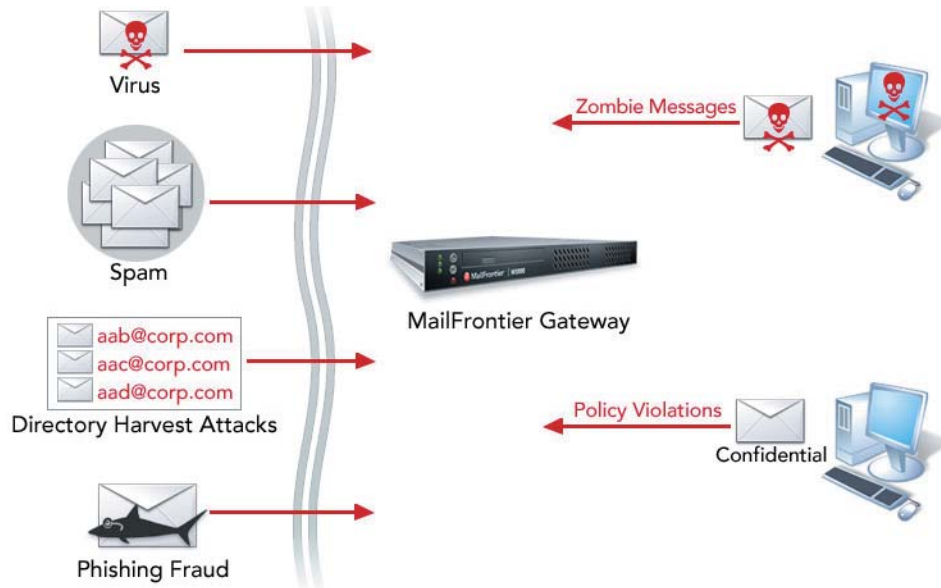 Virus
Zombie Messages
Spam
MailFrontier
MailFrontier Gateway
aab@corp.com
aac@corp.com
aad@corp.com
Directory Harvest Attacks
Policy Violations
Confidential
Phishing Fraud